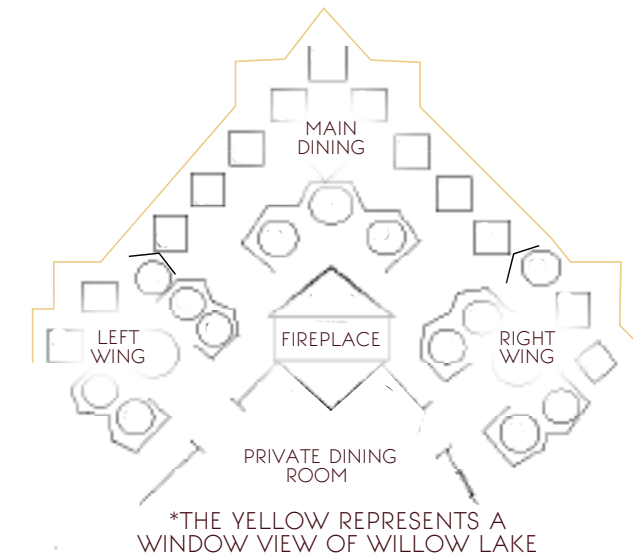 MAIN
DINING
LEFT
WING
FIREPLACE
RIGHT
WING
PRIVATE DINING
ROOM
*THE YELLOW REPRESENTS A
WINDOW VIEW OF WILLOW LAKE